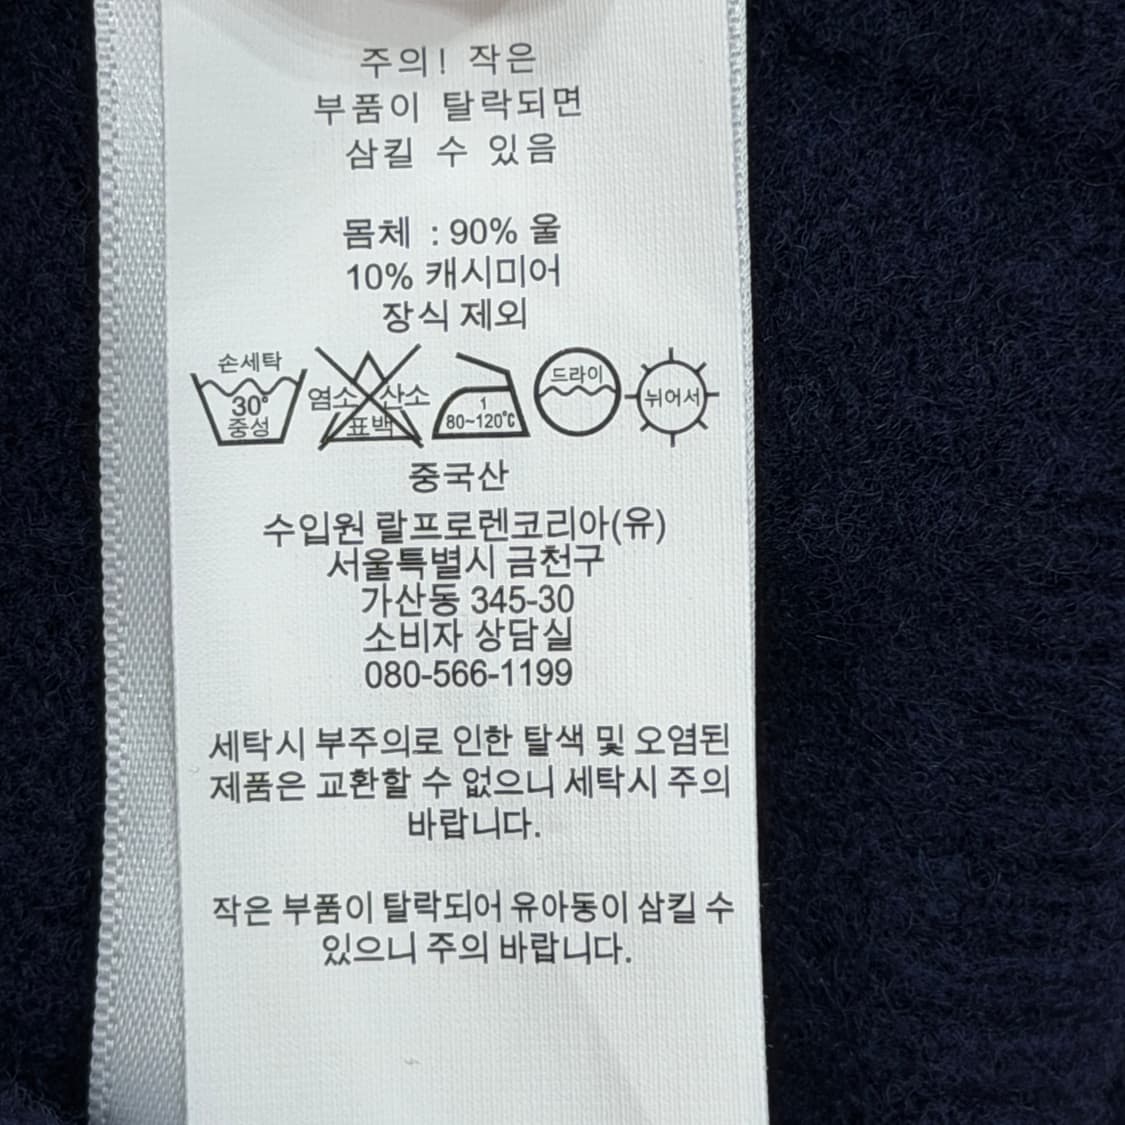 주의! 작은
부품이 탈락되면
삼킬 수 있음
몸체 : 90% 울
10% 캐시미어
장식 제외
손세탁
30°
중성
염소 산소
표백
1
80~120℃
드라이
뉘어서
중국산
수입원 랄프로렌코리아(유)
서울특별시 금천구
가산동 345-30
소비자 상담실
080-566-1199
세탁시 부주의로 인한 탈색 및 오염된
제품은 교환할 수 없으니 세탁시 주의
바랍니다.
작은 부품이 탈락되어 유아동이 삼킬 수
있으니 주의 바랍니다.